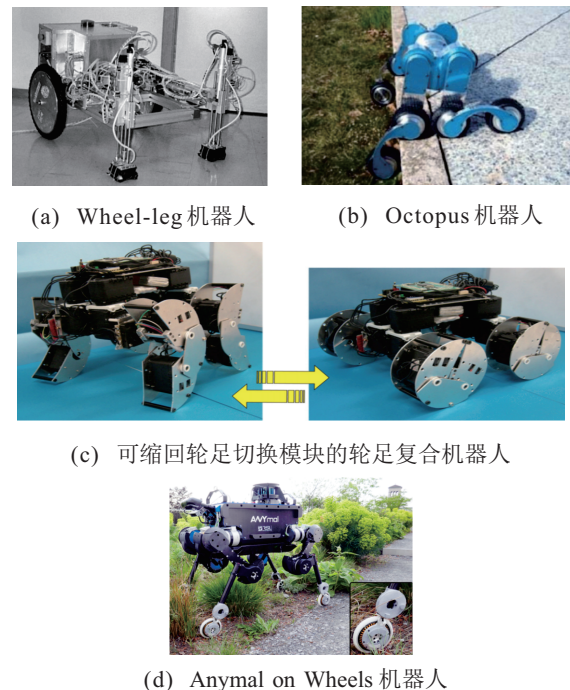 (a) Wheel-leg 机器人
(b) Octopus 机器人
(c) 可缩回轮足切换模块的轮足复合机器人
ANYmal
(d) Anymal on Wheels 机器人